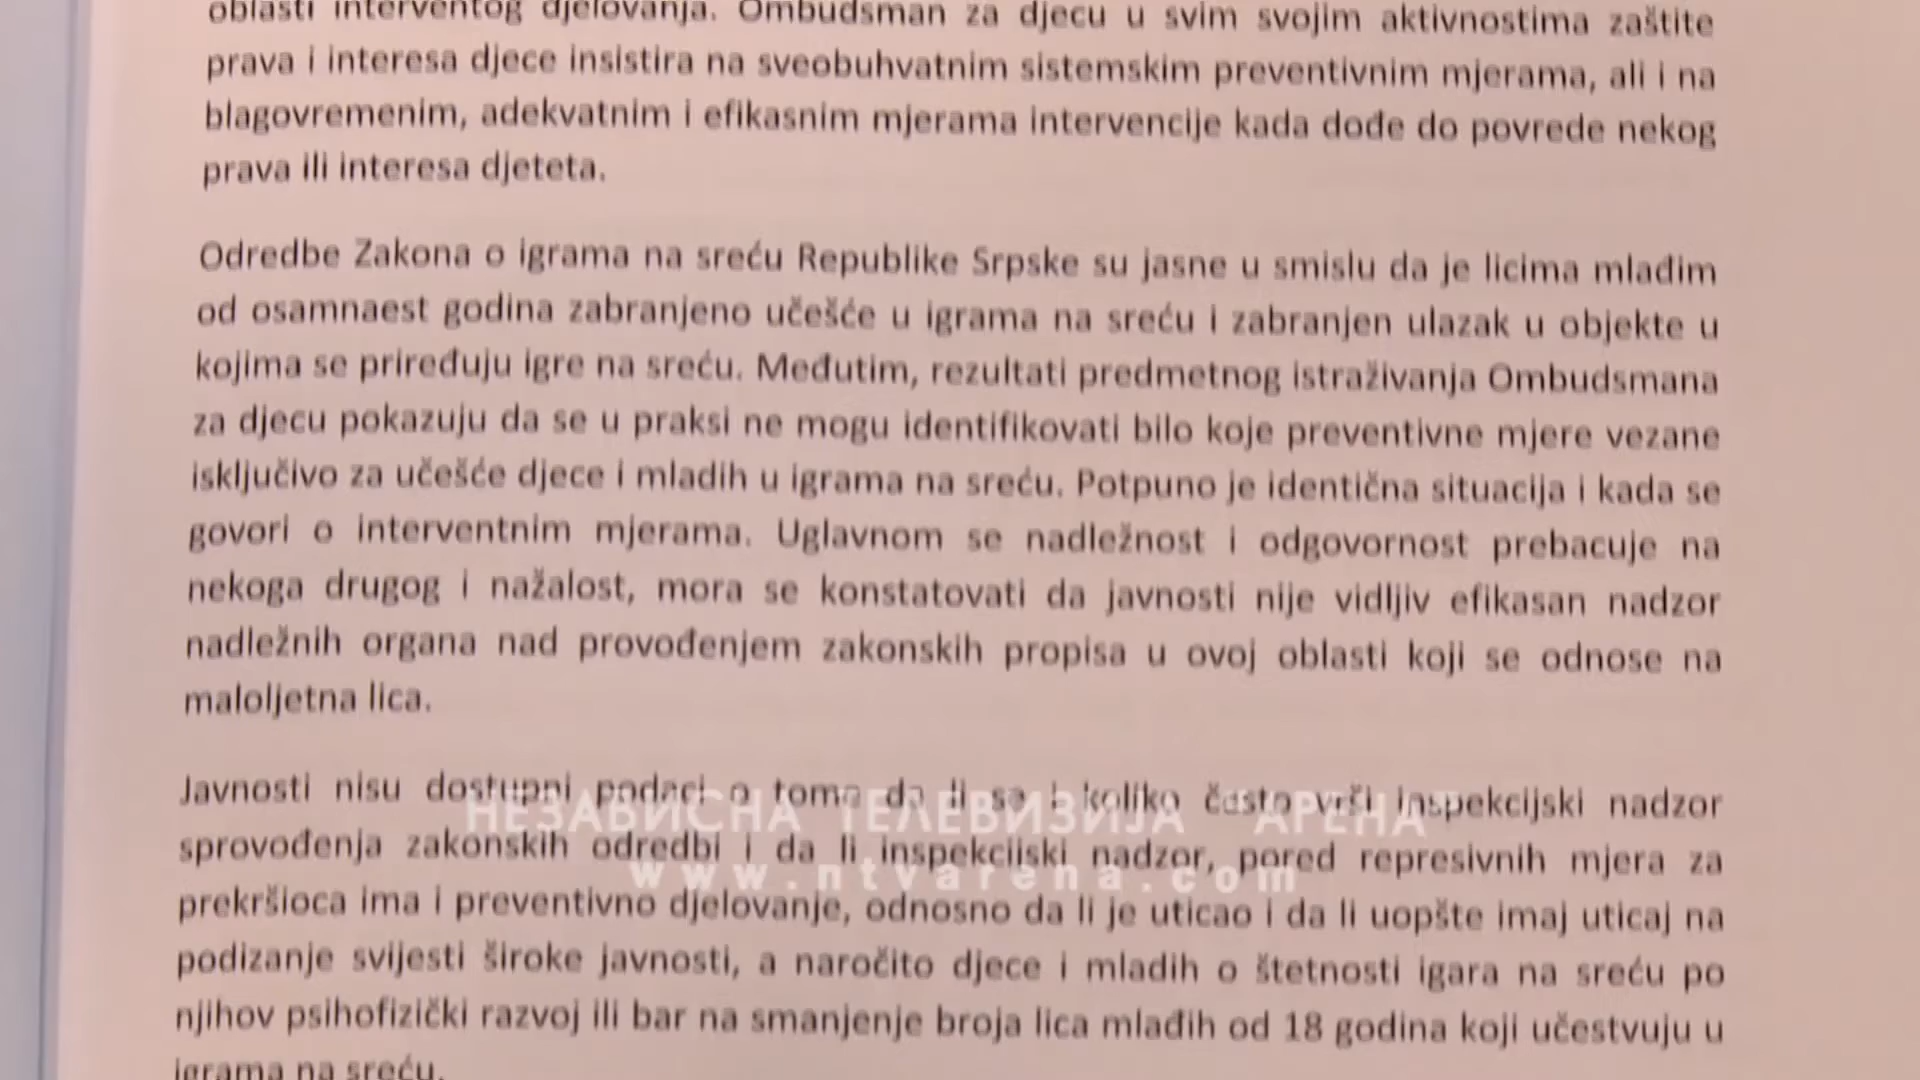 oblasti interventog djelovanja. Ombudsman za djecu u svim svojim aktivnostima zaštite
prava i interesa djece insistira na sveobuhvatnim sistemskim preventivnim mjerama, ali i na
blagovremenim, adekvatnim i efikasnim mjerama intervencije kada dođe do povrede nekog
prava ili interesa djeteta.
Odredbe Zakona o igrama na sreću Republike Srpske su jasne u smislu da je licima mlađim
od osamnaest godina zabranjeno učešće u igrama na sreću i zabranjen ulazak u objekte u
kojima se priređuju igre na sreću. Međutim, rezultati predmetnog istraživanja Ombudsmana
za djecu pokazuju da se u praksi ne mogu identifikovati bilo koje preventivne mjere vezane
isključivo za učešće djece i mladih u igrama na sreću. Potpuno je identična situacija i kada se
govori o interventnim mjerama. Uglavnom se nadležnost i odgovornost prebacuje na
nekoga drugog i nažalost, mora se konstatovati da javnosti nije vidljiv efikasan nadzor
nadležnih organa nad provođenjem zakonskih propisa u ovoj oblasti koji se odnose na
maloljetna lica.
Javnosti nisu dostupni podaci o tome da li se i koliko često vrši inspekcijski nadzor
НЕЗАВИСНА ТЕЛЕВИЗИЈА "АРЕНА"
sprovođenja zakonskih odredbi i da li inspekcijski nadzor, pored represivnih mjera za
www.ntvarena.com
prekršioca ima i preventivno djelovanje, odnosno da li je uticao i da li uopšte imaj uticaj na
podizanje svijesti široke javnosti, a naročito djece i mladih o štetnosti igara na sreću po
njihov psihofizički razvoj ili bar na smanjenje broja lica mlađih od 18 godina koji učestvuju u
igrama na sreću.